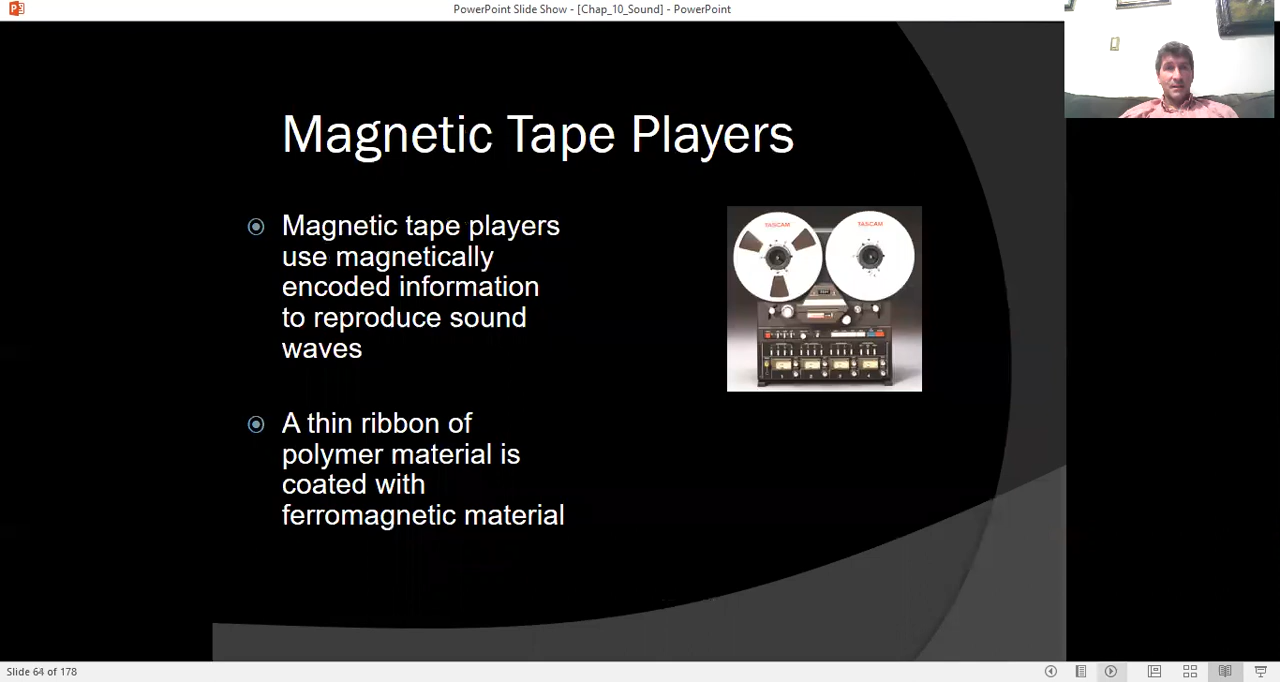 PowerPoint Slide Show - [Chap_10_Sound] - PowerPoint
Magnetic Tape Players
Magnetic tape players
use magnetically
encoded information
to reproduce sound
waves
A thin ribbon of
polymer material is
coated with
ferromagnetic material
TASCAM
TASCAM
Slide 64 of 178